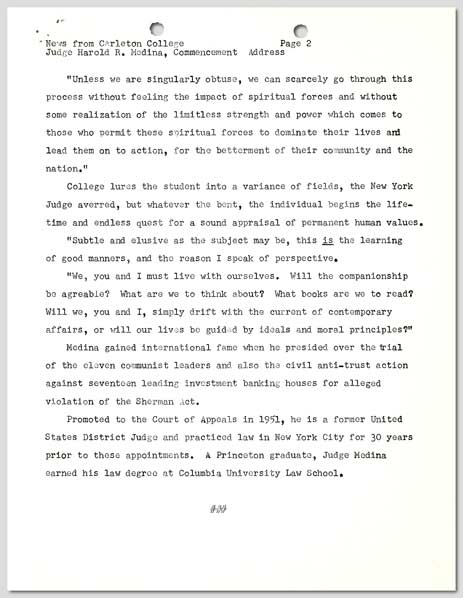 News from Carleton College Page 2
Judge Harold R. Medina, Commencement Address
"Unless we are singularly obtuse, we can scarcely go through this
process without feeling the impact of spiritual forces and without
some realization of the limitless strength and power which comes to
those who permit these spiritual forces to dominate their lives and
lead them on to action, for the betterment of their community and the
nation."
College lures the student into a variance of fields, the New York
Judge averred, but whatever the bent, the individual begins the life-
time and endless quest for a sound appraisal of permanent human values.
"Subtle and elusive as the subject may be, this is the learning
of good manners, and the reason I speak of perspective.
"We, you and I must live with ourselves. Will the companionship
be agreable? What are we to think about? What books are we to read?
Will we, you and I, simply drift with the current of contemporary
affairs, or will our lives be guided by ideals and moral principles?"
Medina gained international fame when he presided over the trial
of the eleven communist leaders and also the civil anti-trust action
against seventeen leading investment banking houses for alleged
violation of the Sherman Act.
Promoted to the Court of Appeals in 1951, he is a former United
States District Judge and practiced law in New York City for 30 years
prior to these appointments. A Princeton graduate, Judge Medina
earned his law degree at Columbia University Law School.
###